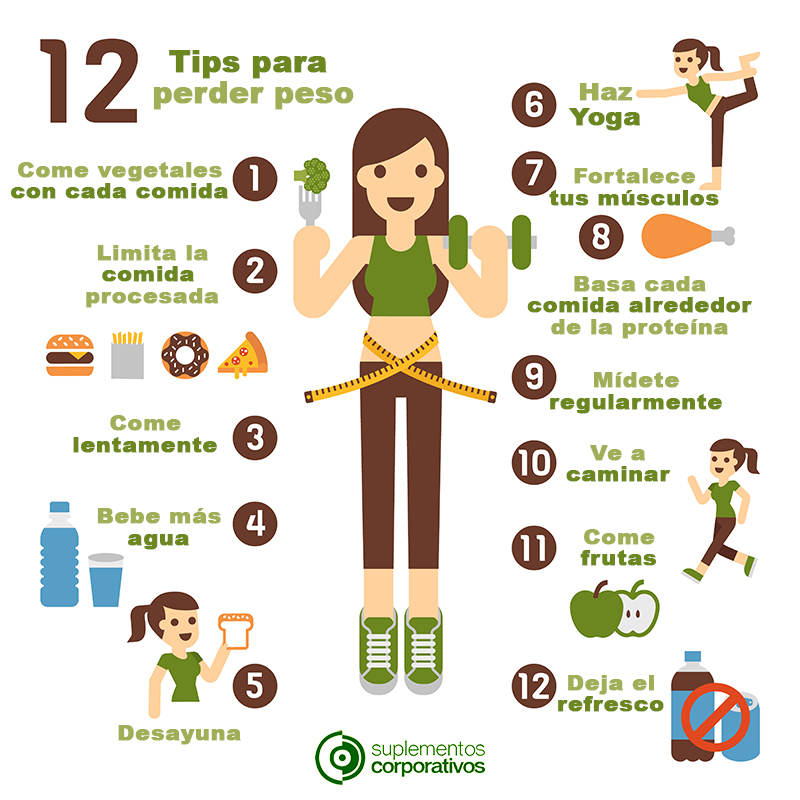 12
Tips para
perder peso
Come vegetales
con cada comida
1
Limita la
comida
procesada
2
Come
lentamente
3
Bebe más
agua
4
5
Desayuna
6
Haz
Yoga
7
Fortalece
tus músculos
8
Basa cada
comida alrededor
de la proteína
9
Mídete
regularmente
10
Ve a
caminar
11
Come
frutas
12
Deja el
refresco
suplementos
corporativos